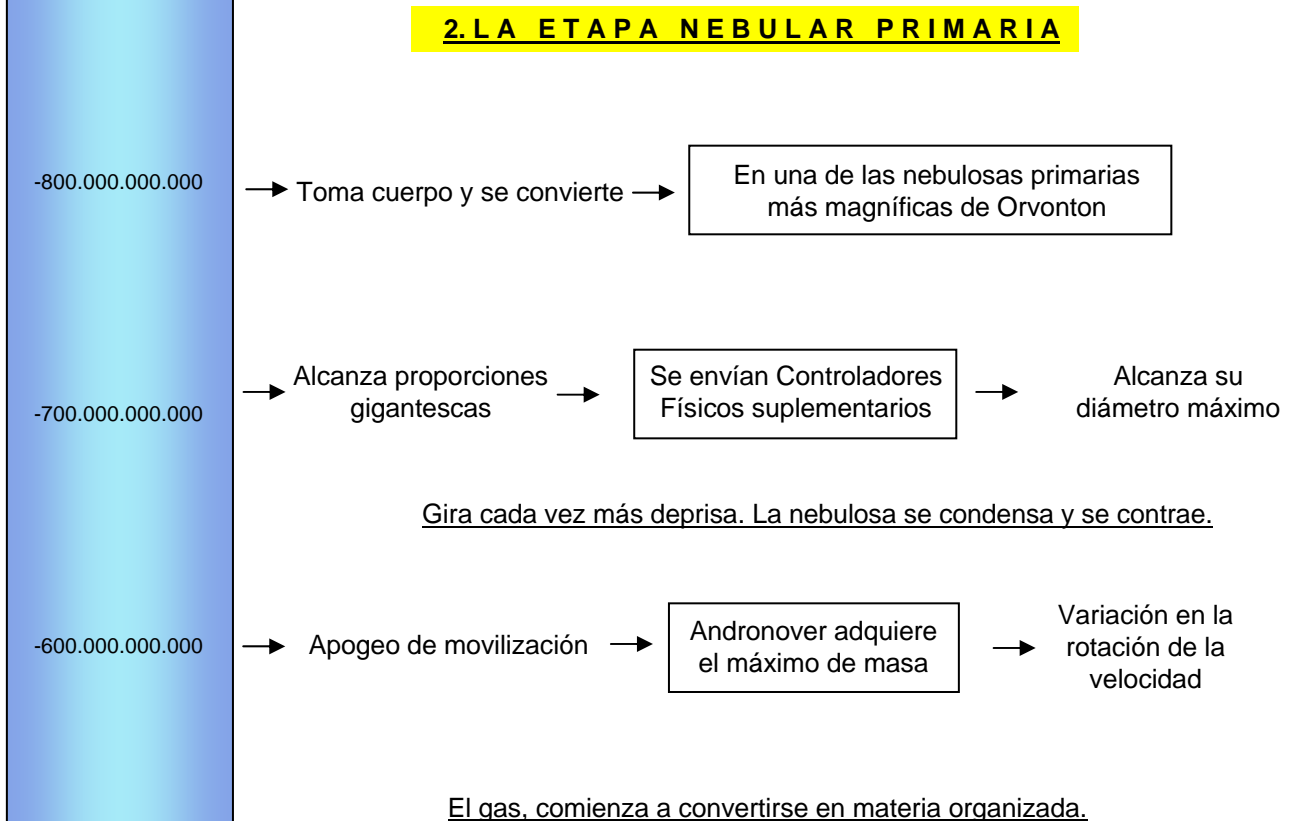 2. L A E T A P A N E B U L A R P R I M A R I A
-800.000.000.000
Toma cuerpo y se convierte
En una de las nebulosas primarias
más magníficas de Orvonton
-700.000.000.000
Alcanza proporciones
gigantescas
Se envían Controladores
Físicos suplementarios
Alcanza su
diámetro máximo
Gira cada vez más deprisa. La nebulosa se condensa y se contrae.
-600.000.000.000
Apogeo de movilización
Andronover adquiere
el máximo de masa
Variación en la
rotación de la
velocidad
El gas, comienza a convertirse en materia organizada.